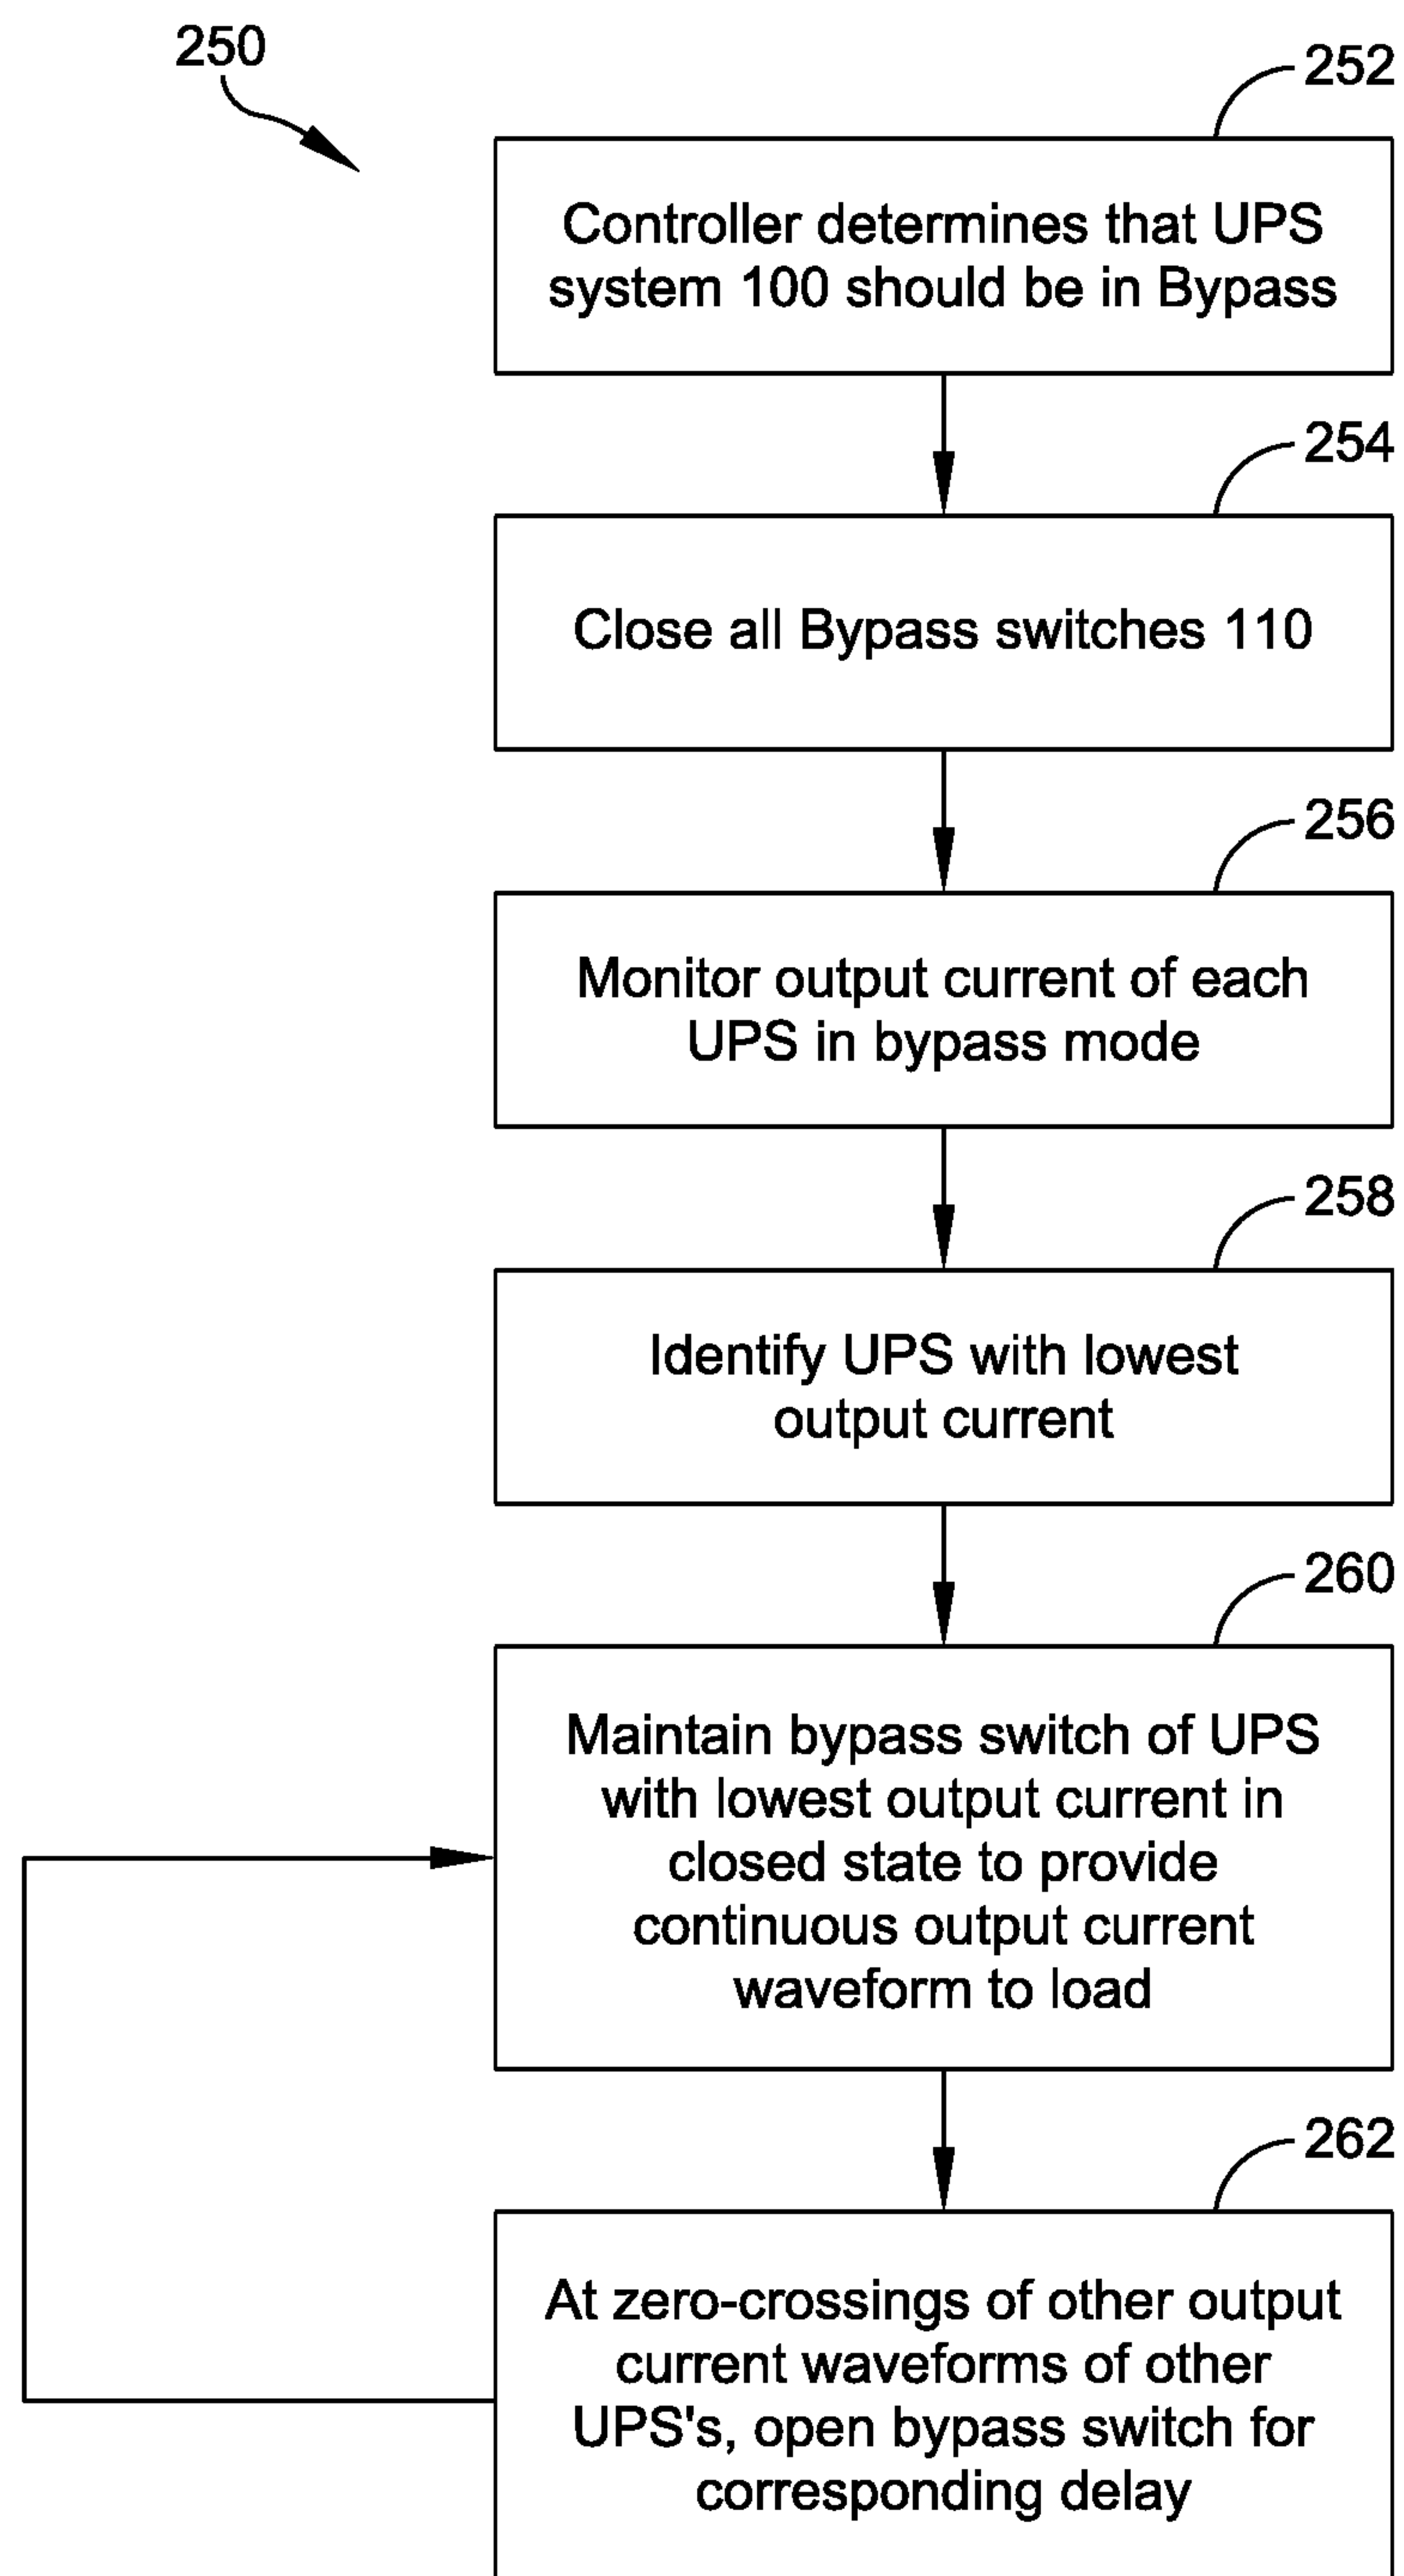 250
252
Controller determines that UPS
system 100 should be in Bypass
254
Close all Bypass switches 110
256
Monitor output current of each
UPS in bypass mode
258
Identify UPS with lowest
output current
260
Maintain bypass switch of UPS
with lowest output current in
closed state to provide
continuous output current
waveform to load
262
At zero-crossings of other output
current waveforms of other
UPS's, open bypass switch for
corresponding delay